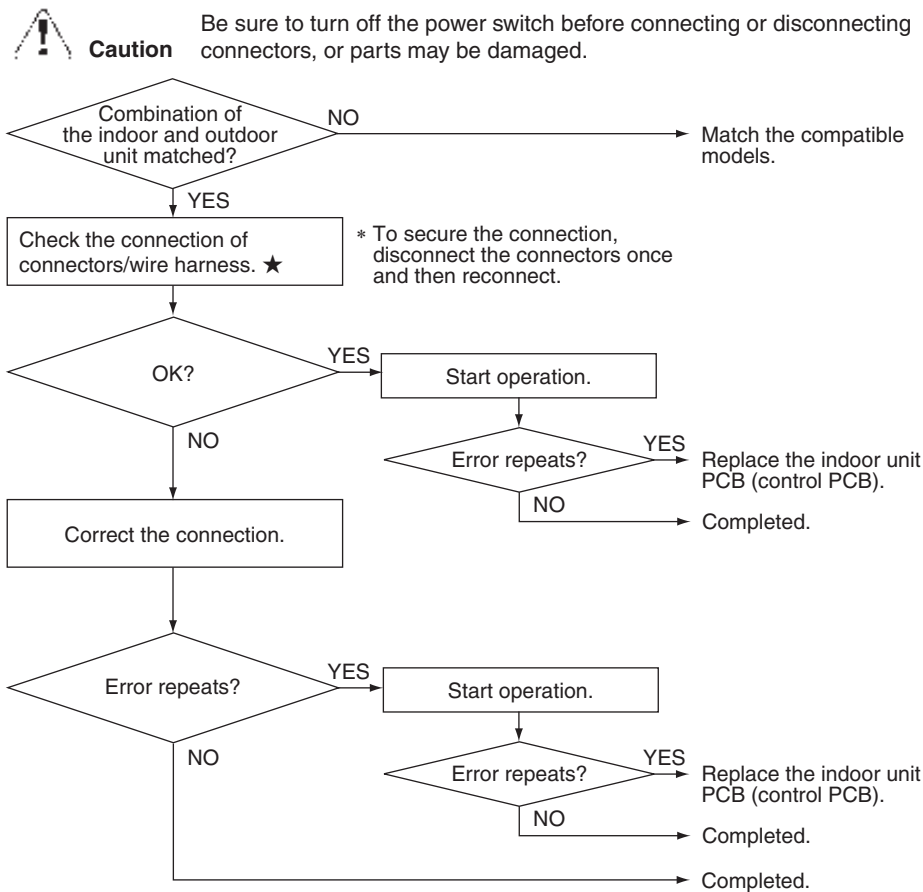 Be sure to turn off the power switch before connecting or disconnecting
Caution connectors, or parts may be damaged.
Combination of
the indoor and outdoor
unit matched?
NO
Match the compatible
models.
YES
Check the connection of
connectors/wire harness. ★
* To secure the connection,
disconnect the connectors once
and then reconnect.
OK?
YES
Start operation.
NO
Error repeats?
YES
Replace the indoor unit
PCB (control PCB).
NO
Completed.
Correct the connection.
Error repeats?
YES
Start operation.
NO
Error repeats?
YES
Replace the indoor unit
PCB (control PCB).
NO
Completed.
Completed.